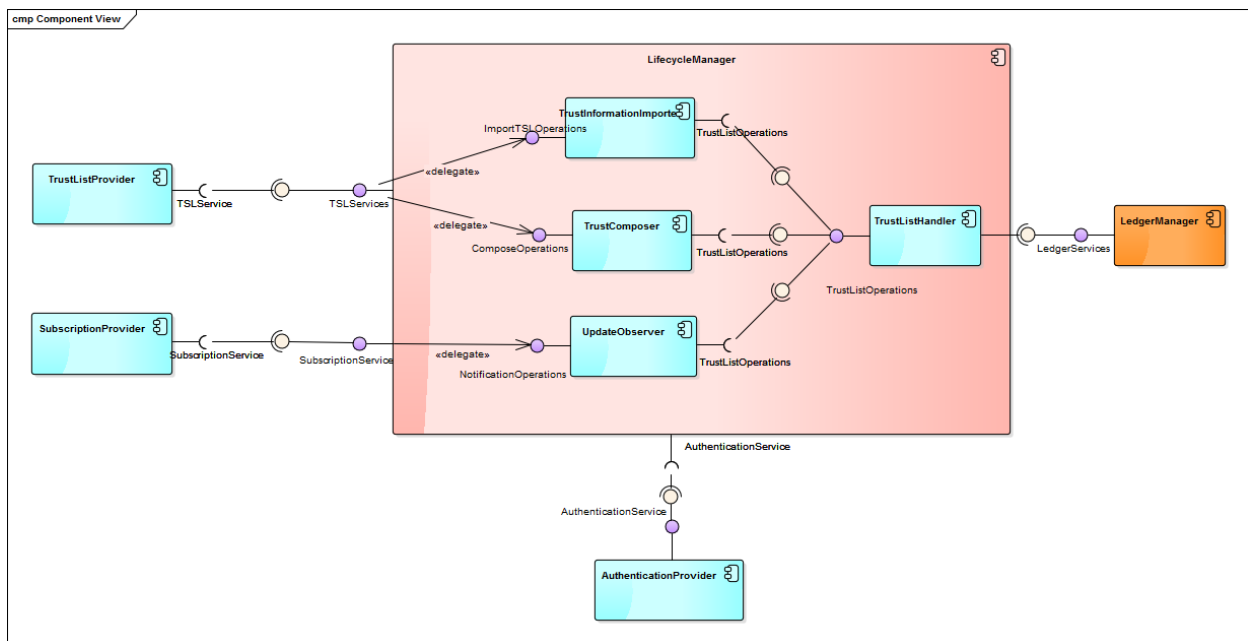 cmp Component View
LifecycleManager
TrustInformationImporte
ImportTSLOperations
TrustListOperations
«delegate»
TrustListProvider
TSLService
TSLServices
«delegate»
TrustComposer
ComposeOperations
TrustListOperations
TrustListHandler
TrustListOperations
LedgerManager
LedgerServices
SubscriptionProvider
SubscriptionService
SubscriptionService
«delegate»
UpdateObserver
NotificationOperations
TrustListOperations
AuthenticationService
AuthenticationService
AuthenticationProvider